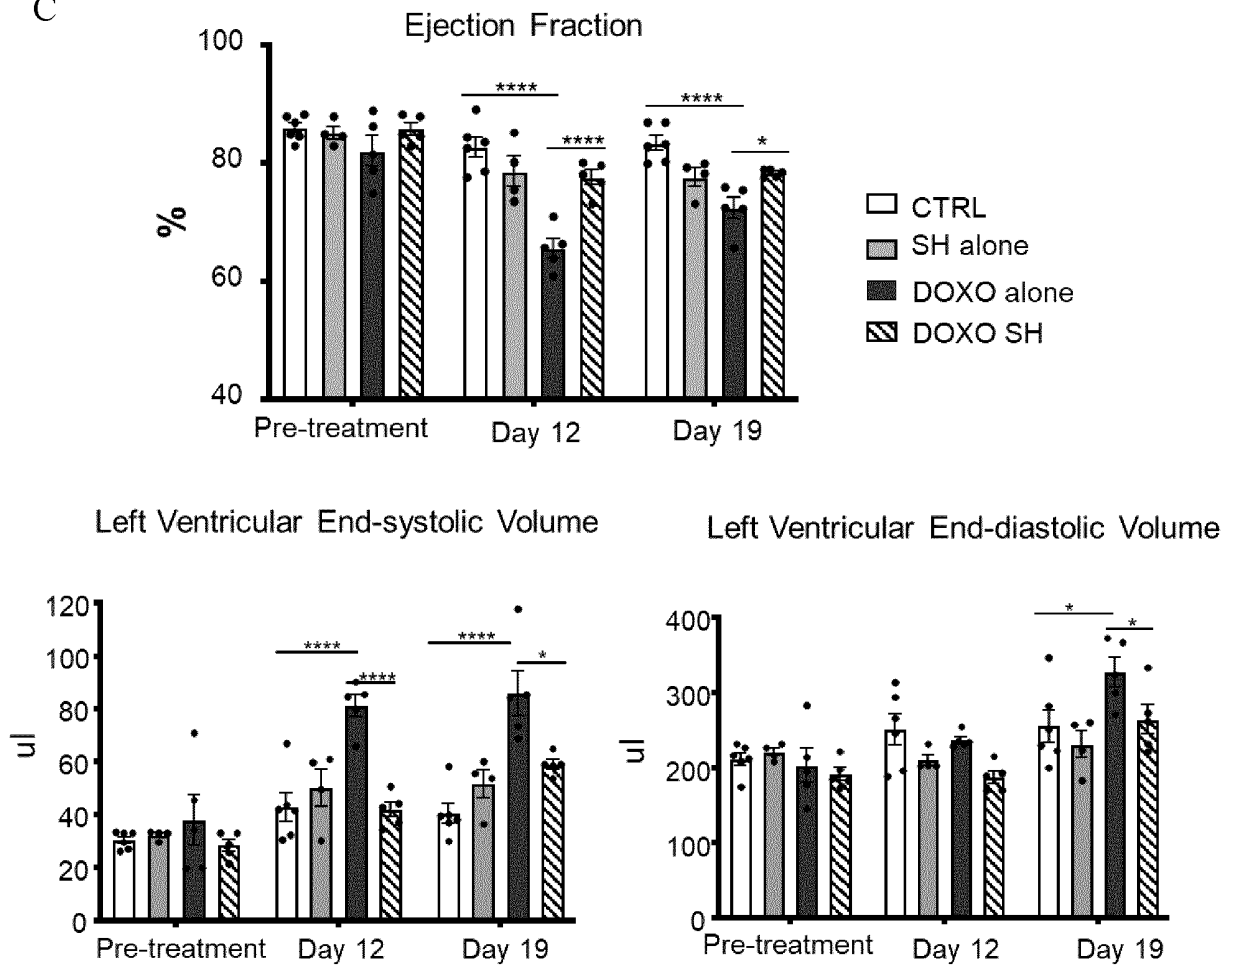 C
Ejection Fraction
100
80
60
40
%
****
****
****
*
Pre-treatment
Day 12
Day 19
CTRL
SH alone
DOXO alone
DOXO SH
Left Ventricular End-systolic Volume
120
100
80
60
40
20
0
ul
****
****
****
*
Pre-treatment
Day 12
Day 19
Left Ventricular End-diastolic Volume
400
300
200
100
0
ul
*
*
Pre-treatment
Day 12
Day 19